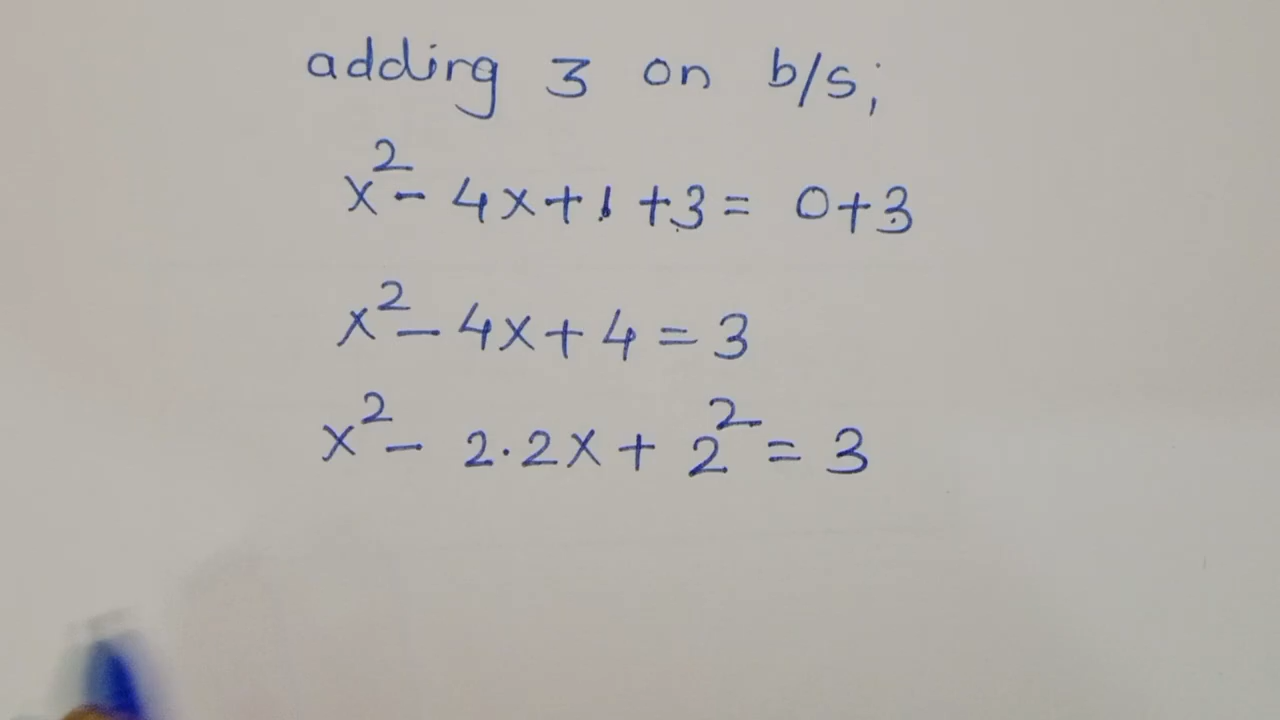 adding 3 on b/s;
x² - 4x + 1 + 3 = 0 + 3
x² - 4x + 4 = 3
x² - 2.2x + 2² = 3